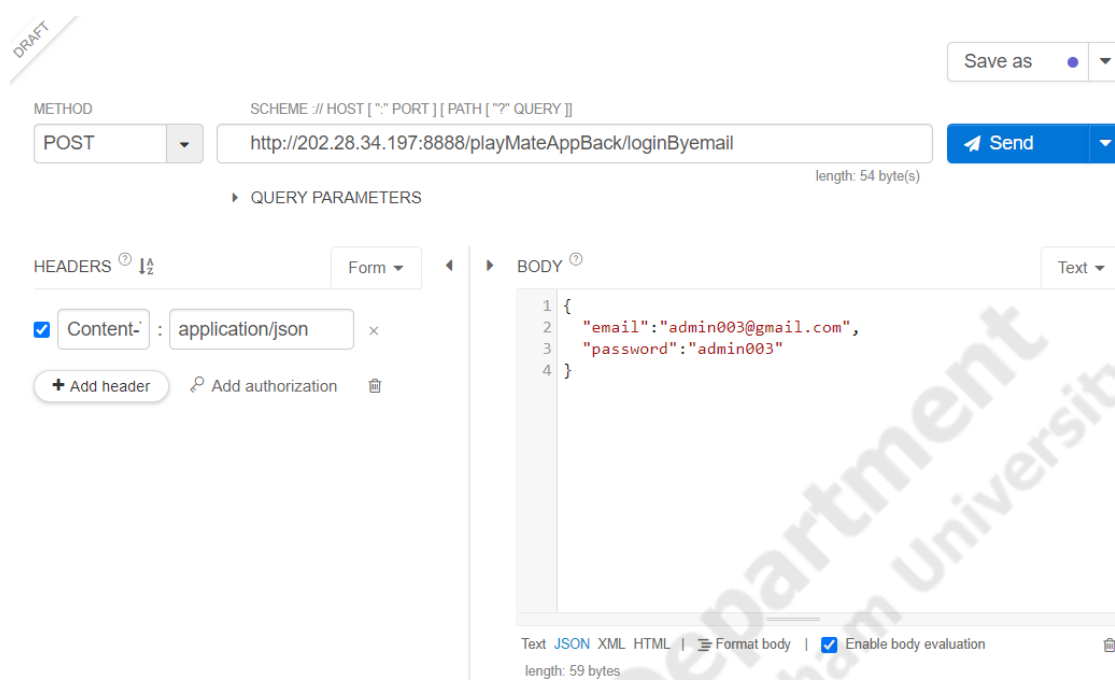 DRAFT
Save as
METHOD
SCHEME :// HOST [ ":" PORT ] [ PATH [ "?" QUERY ]]
POST
http://202.28.34.197:8888/playMateAppBack/loginByemail
Send
length: 54 byte(s)
QUERY PARAMETERS
HEADERS ? A Z
Form
BODY ?
Text
Content-
: application/json ×
+ Add header
Add authorization
1 {
2 "email":"admin003@gmail.com",
3 "password":"admin003"
4 }
Text JSON XML HTML | Format body | Enable body evaluation
length: 59 bytes